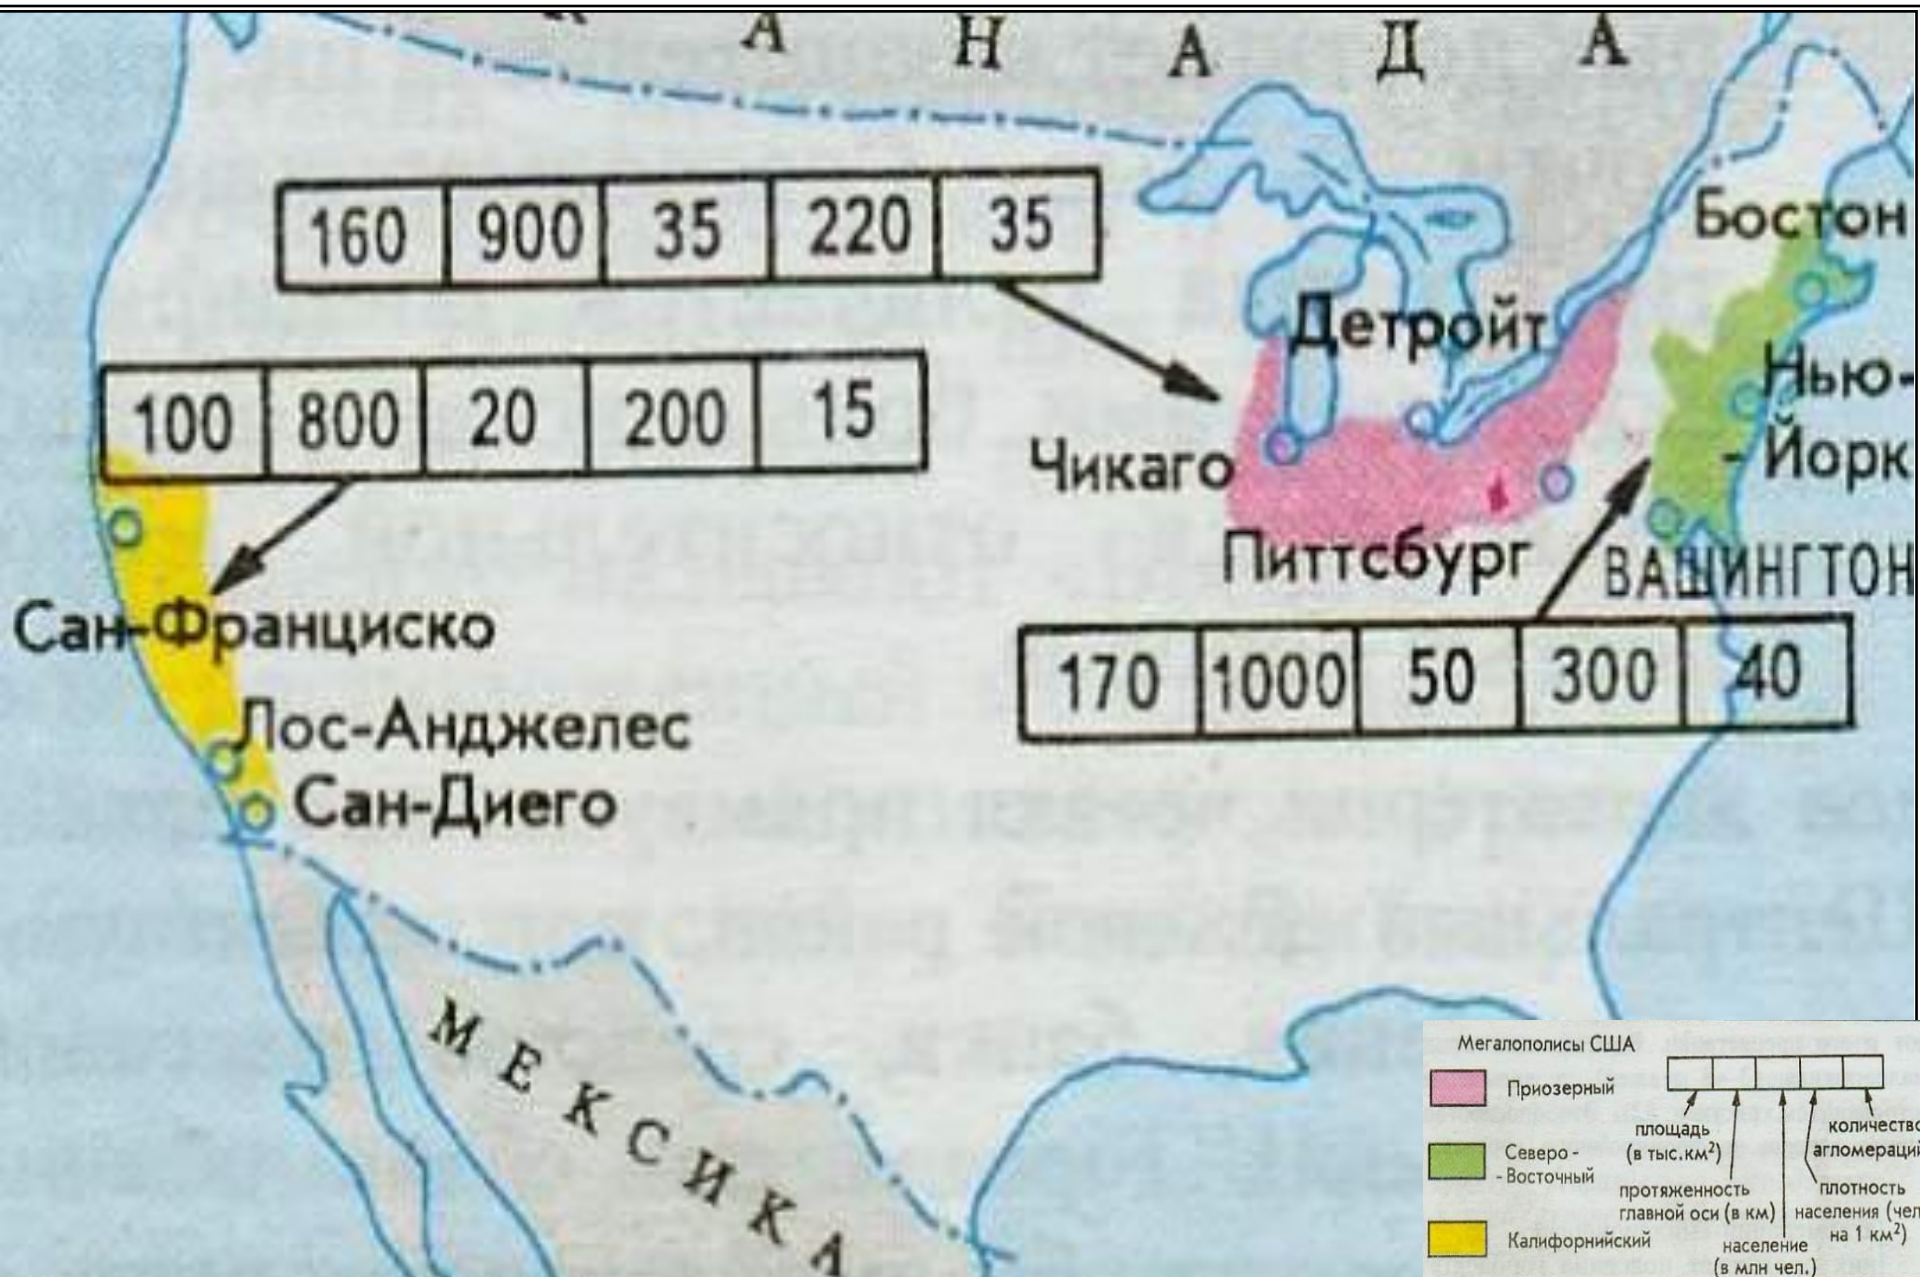 КАНАДА
160 900 35 220 35
Бостон
Детройт
Нью-
- Йорк
100 800 20 200 15
Чикаго
Питтсбург
ВАШИНГТОН
Сан-Франциско
170 1000 50 300 40
Лос-Анджелес
Сан-Диего
МЕКСИКА
Мегалополисы США
Приозерный
Северо-
- Восточный
Калифорнийский
площадь
(в тыс.км²)
протяженность
главной оси (в км)
население
(в млн чел.)
плотность
населения (чел
на 1 км²)
количество
агломераций